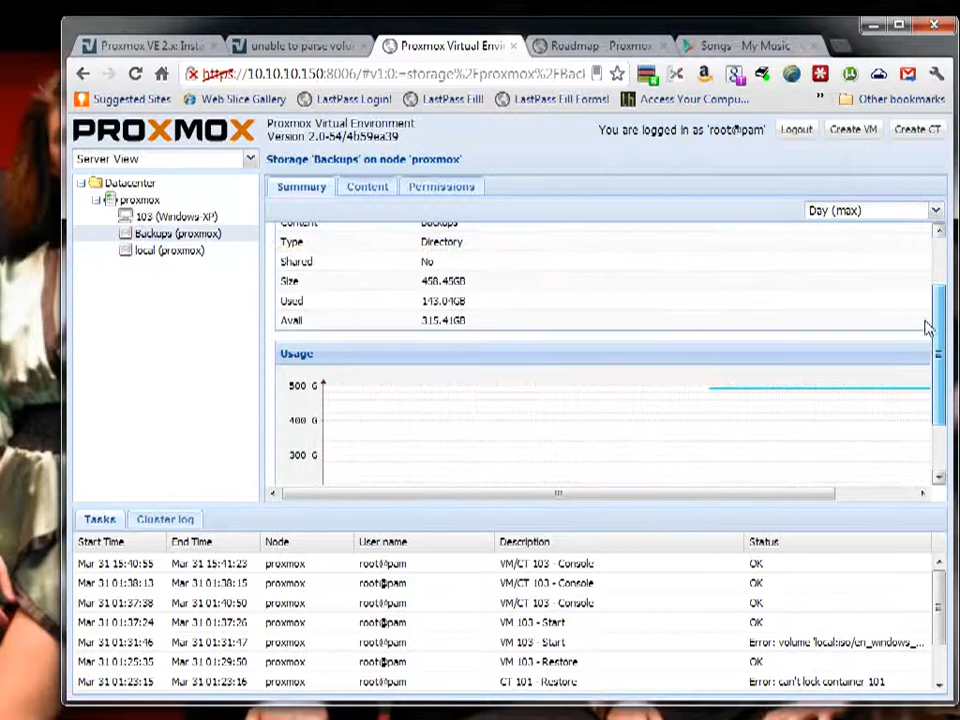 Proxmox VE 2.x: Insta
unable to parse volu
Proxmox Virtual Envir
Roadmap - Proxmox
Songs - My Music
https://10.10.10.150:8006/#v1:0:=storage%2Fproxmox%2FBacl
Suggested Sites
Web Slice Gallery
LastPass Login!
LastPass Fill!
LastPass Fill Forms!
Access Your Compu...
»
Other bookmarks
PROXMOX
Proxmox Virtual Environment
Version 2.0-54/4b59ea39
You are logged in as 'root@pam'
Logout
Create VM
Create CT
Server View
Storage 'Backups' on node 'proxmox'
Datacenter
proxmox
103 (Windows-XP)
Backups (proxmox)
local (proxmox)
Summary
Content
Permissions
Day (max)
Content Backups
Type Directory
Shared No
Size 458.45GB
Used 143.04GB
Avail 315.41GB
Usage
500 G
400 G
300 G
Tasks
Cluster log
Start Time End Time Node User name Description Status
Mar 31 15:40:55 Mar 31 15:41:23 proxmox root@pam VM/CT 103 - Console OK
Mar 31 01:38:13 Mar 31 01:38:15 proxmox root@pam VM/CT 103 - Console OK
Mar 31 01:37:38 Mar 31 01:40:50 proxmox root@pam VM/CT 103 - Console OK
Mar 31 01:37:24 Mar 31 01:37:26 proxmox root@pam VM 103 - Start OK
Mar 31 01:31:46 Mar 31 01:31:47 proxmox root@pam VM 103 - Start Error: volume 'local:iso/en_windows_...
Mar 31 01:25:35 Mar 31 01:29:50 proxmox root@pam VM 103 - Restore OK
Mar 31 01:23:15 Mar 31 01:23:16 proxmox root@pam CT 101 - Restore Error: can't lock container 101